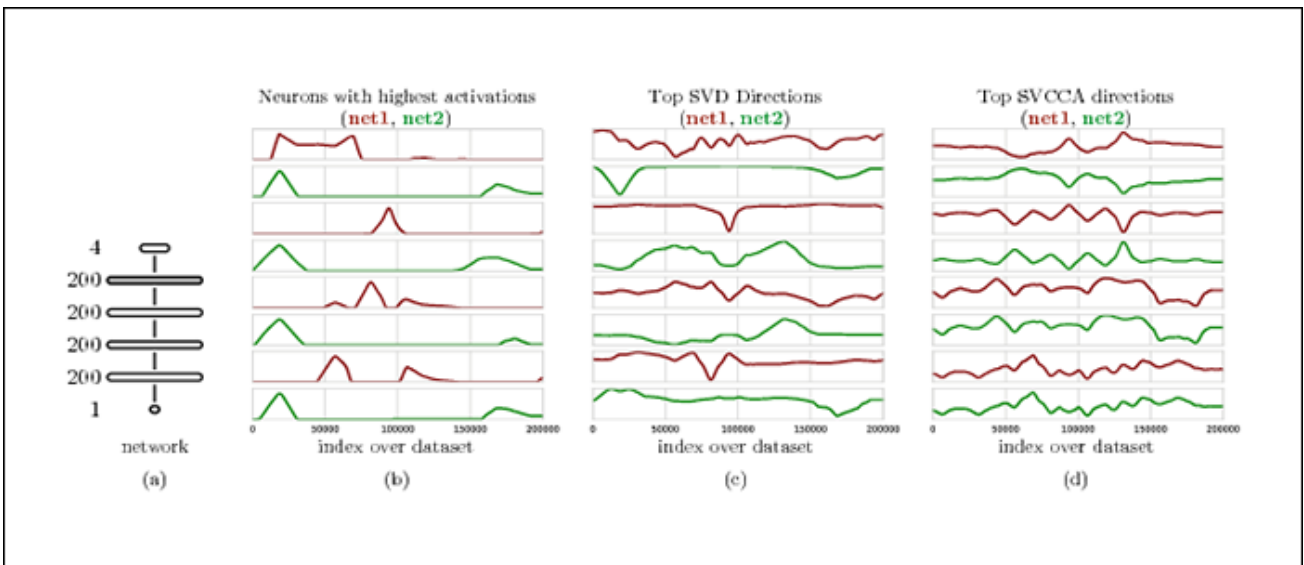 Neurons with highest activations
(net1, net2)
Top SVD Directions
(net1, net2)
Top SVCCA directions
(net1, net2)
4
200
200
200
200
1
network
0 50000 100000 150000 200000
index over dataset
0 50000 100000 150000 200000
index over dataset
0 50000 100000 150000 200000
index over dataset
(a)
(b)
(c)
(d)